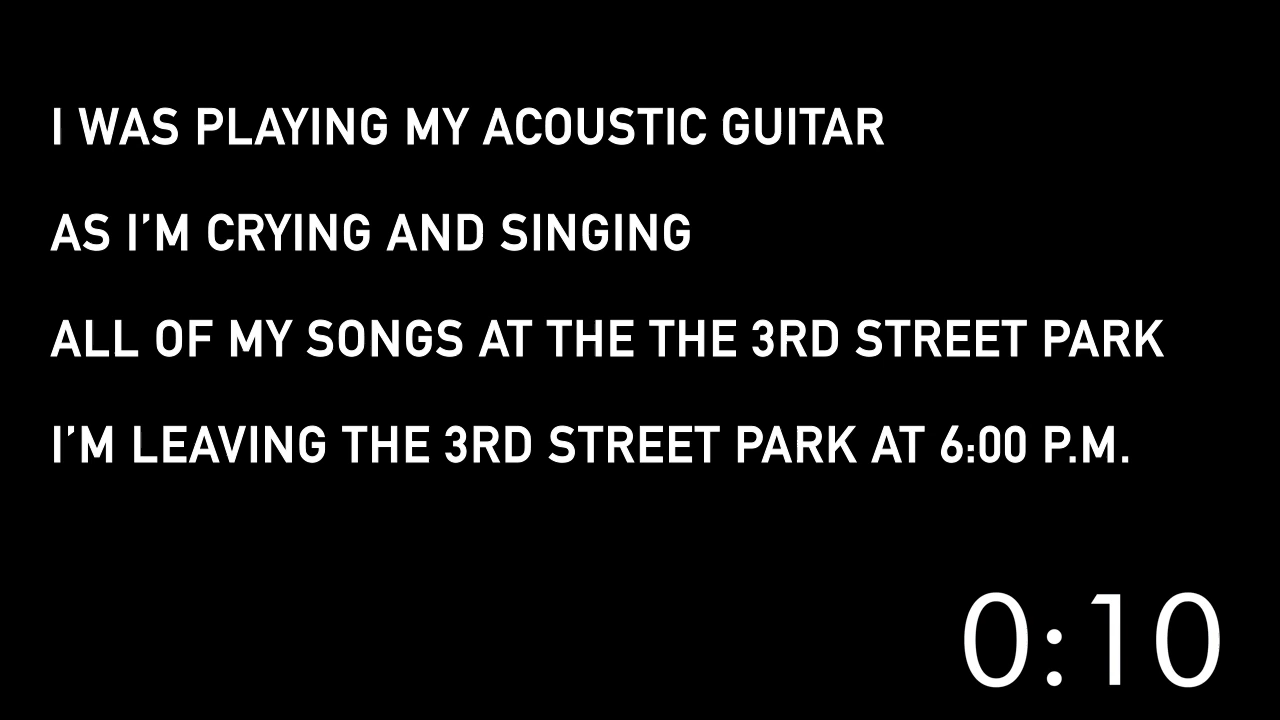 I WAS PLAYING MY ACOUSTIC GUITAR
AS I’M CRYING AND SINGING
ALL OF MY SONGS AT THE THE 3RD STREET PARK
I’M LEAVING THE 3RD STREET PARK AT 6:00 P.M.
0:10